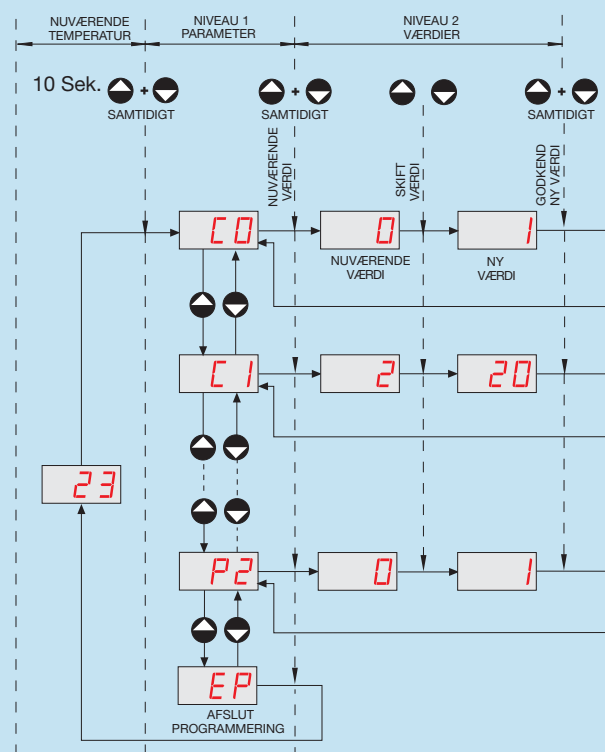 NUVÆRENDE
TEMPERATUR
NIVEAU 1
PARAMETER
NIVEAU 2
VÆRDIER
10 Sek.
+
SAMTIDIGT
+
SAMTIDIGT
+
SAMTIDIGT
NUVÆRENDE
VÆRDI
SKIFT
VÆRDI
GODKEND
NY VÆRDI
C0
0
1
NUVÆRENDE
VÆRDI
NY
VÆRDI
C1
2
20
23
P2
0
1
EP
AFSLUT
PROGRAMMERING